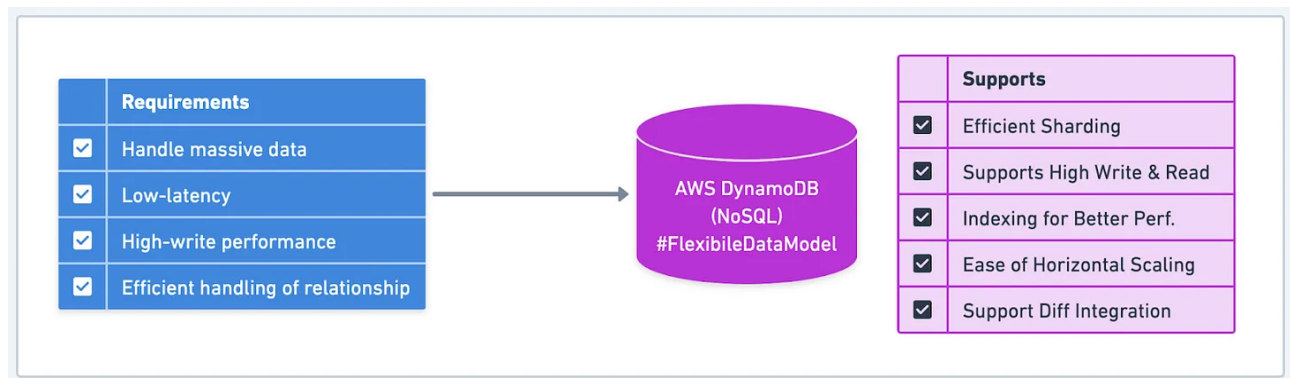 Requirements
Handle massive data
Low-latency
High-write performance
Efficient handling of relationship
AWS DynamoDB
(NoSQL)
#FlexibileDataModel
Supports
Efficient Sharding
Supports High Write & Read
Indexing for Better Perf.
Ease of Horizontal Scaling
Support Diff Integration